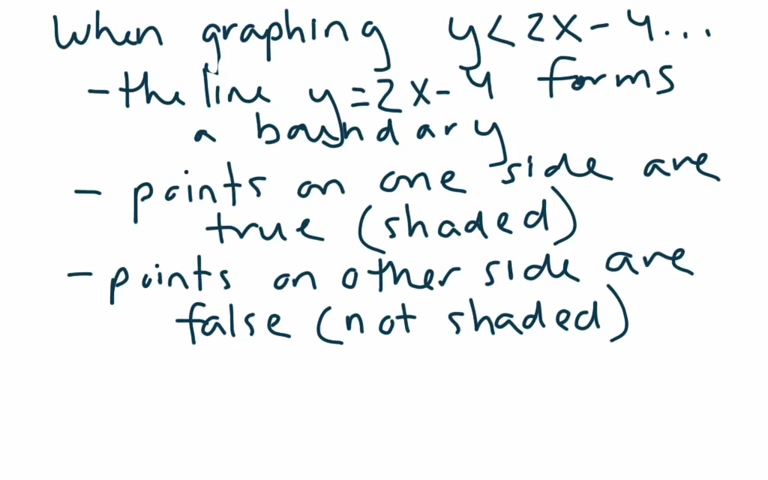 When graphing y < 2x - 4...
- the line y = 2x - 4 forms
a boundary
- points on one side are
true (shaded)
- points on other side are
false (not shaded)